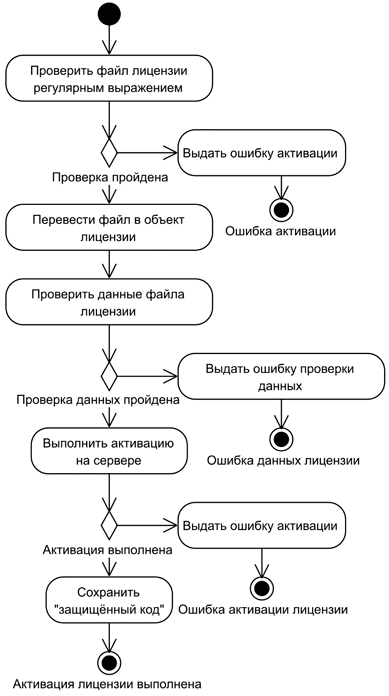 Проверить файл лицензии
регулярным выражением
Выдать ошибку активации
Проверка пройдена
Ошибка активации
Перевести файл в объект
лицензии
Проверить данные файла
лицензии
Выдать ошибку проверки
данных
Проверка данных пройдена
Ошибка данных лицензии
Выполнить активацию
на сервере
Выдать ошибку активации
Активация выполнена
Ошибка активации лицензии
Сохранить
"защищённый код"
Активация лицензии выполнена